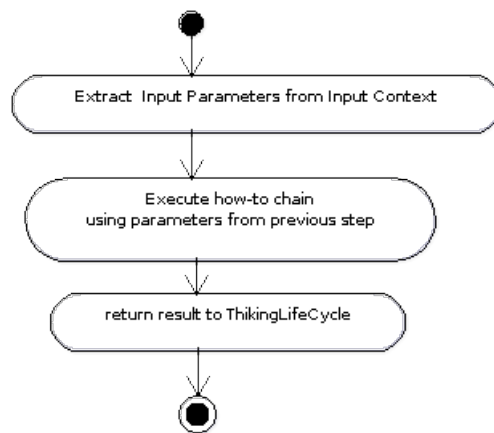 Extract Input Parameters from Input Context
Execute how-to chain
using parameters from previous step
return result to ThikingLifeCycle